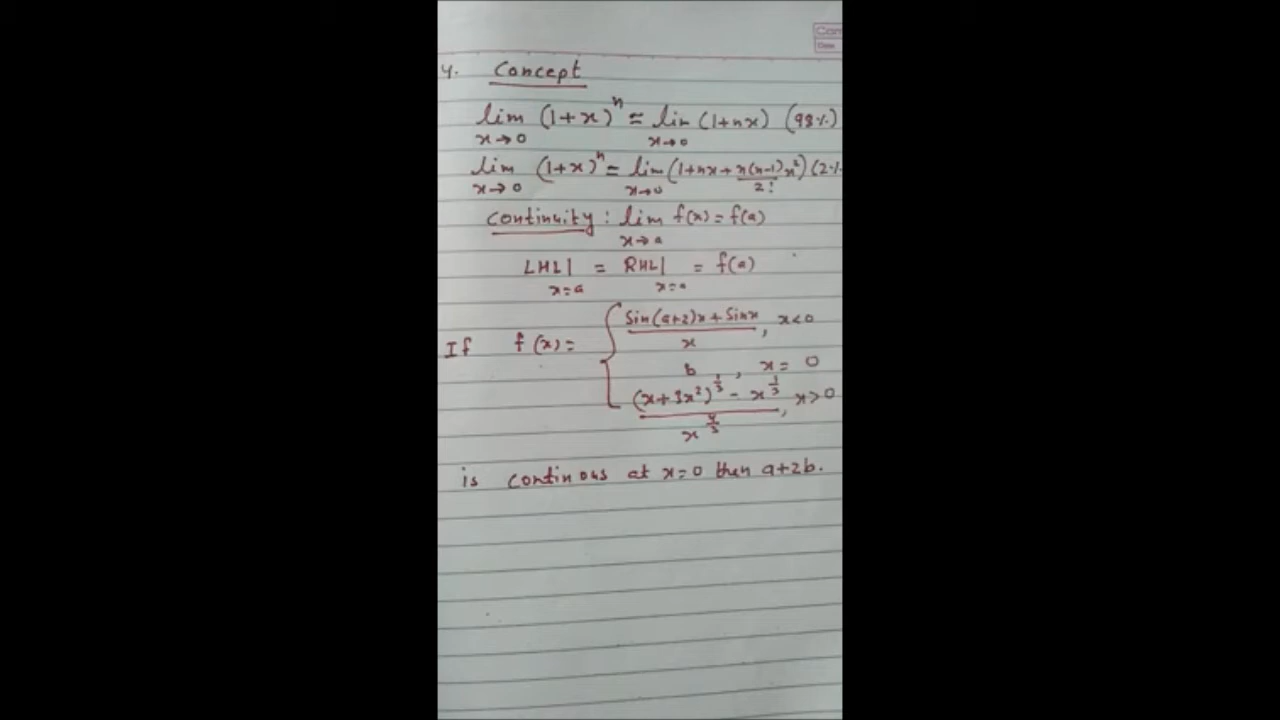 4. Concept
lim (1+x)^n ≈ lim (1+nx) (98%)
x→0 x→0
lim (1+x)^n = lim (1+nx+n(n-1)x²) (2%
x→0 x→0 2!
Continuity : lim f(x) = f(a)
x→a
LHL| = RHL| = f(a)
x=a x=a
If f(x) = { sin(a+2)x + sinx / x , x<0
b , x = 0
(x+3x²)^1/3 - x^1/3 / x^4/3 , x>0
is continous at x=0 then a+2b.